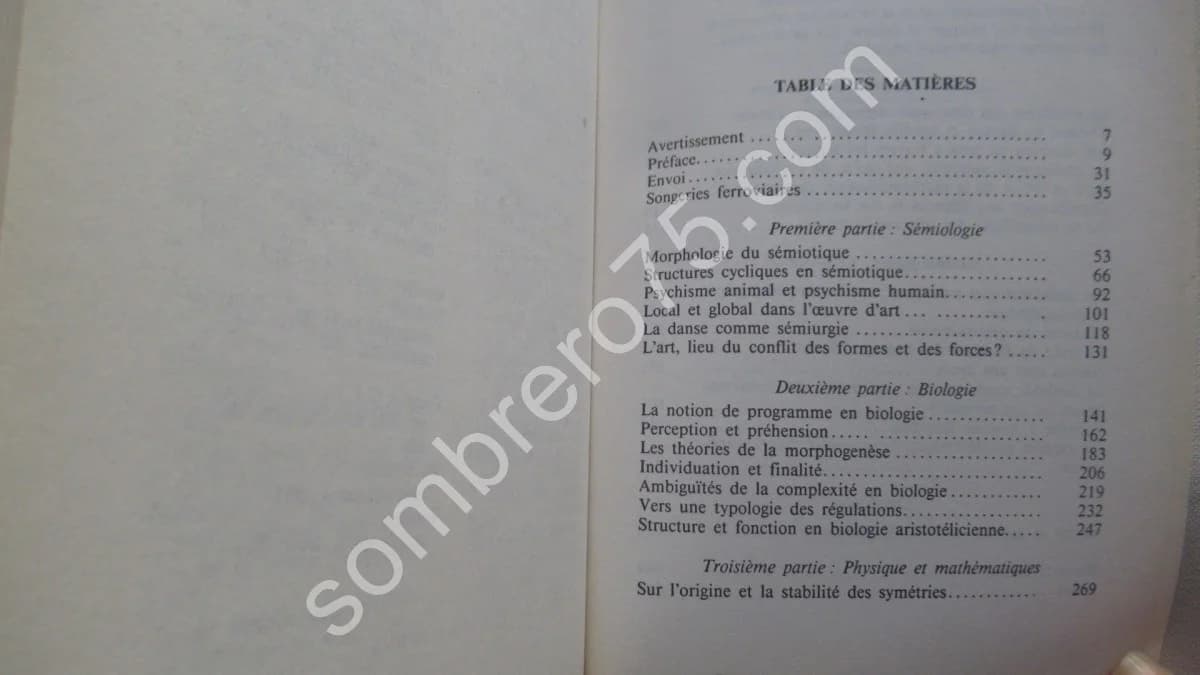 TABLE DES MATIÈRES
Avertissement ................................ 7
Préface........................................ 9
Envoi.......................................... 31
Songeries ferroviaires ........................ 35
Première partie : Sémiologie
Morphologie du sémiotique ..................... 53
Structures cycliques en sémiotique............. 66
Psychisme animal et psychisme humain........... 92
Local et global dans l'œuvre d'art ............ 101
La danse comme sémiurgie ...................... 118
L'art, lieu du conflit des formes et des forces ? ..... 131
Deuxième partie : Biologie
La notion de programme en biologie ............ 141
Perception et préhension....................... 162
Les théories de la morphogenèse ............... 183
Individuation et finalité...................... 206
Ambiguïtés de la complexité en biologie ....... 219
Vers une typologie des régulations............. 232
Structure et fonction en biologie aristotélicienne..... 247
Troisième partie : Physique et mathématiques
Sur l'origine et la stabilité des symétries............ 269
sombrero75.com